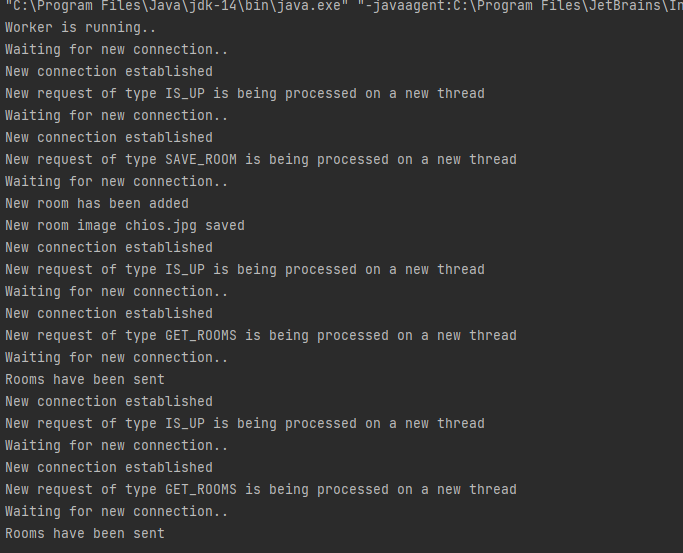 "C:\Program Files\Java\jdk-14\bin\java.exe" "-javaagent:C:\Program Files\JetBrains\In
Worker is running..
Waiting for new connection..
New connection established
New request of type IS_UP is being processed on a new thread
Waiting for new connection..
New connection established
New request of type SAVE_ROOM is being processed on a new thread
Waiting for new connection..
New room has been added
New room image chios.jpg saved
New connection established
New request of type IS_UP is being processed on a new thread
Waiting for new connection..
New connection established
New request of type GET_ROOMS is being processed on a new thread
Waiting for new connection..
Rooms have been sent
New connection established
New request of type IS_UP is being processed on a new thread
Waiting for new connection..
New connection established
New request of type GET_ROOMS is being processed on a new thread
Waiting for new connection..
Rooms have been sent